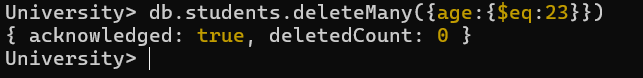 University> db.students.deleteMany({age:{$eq:23}})
{ acknowledged: true, deletedCount: 0 }
University>